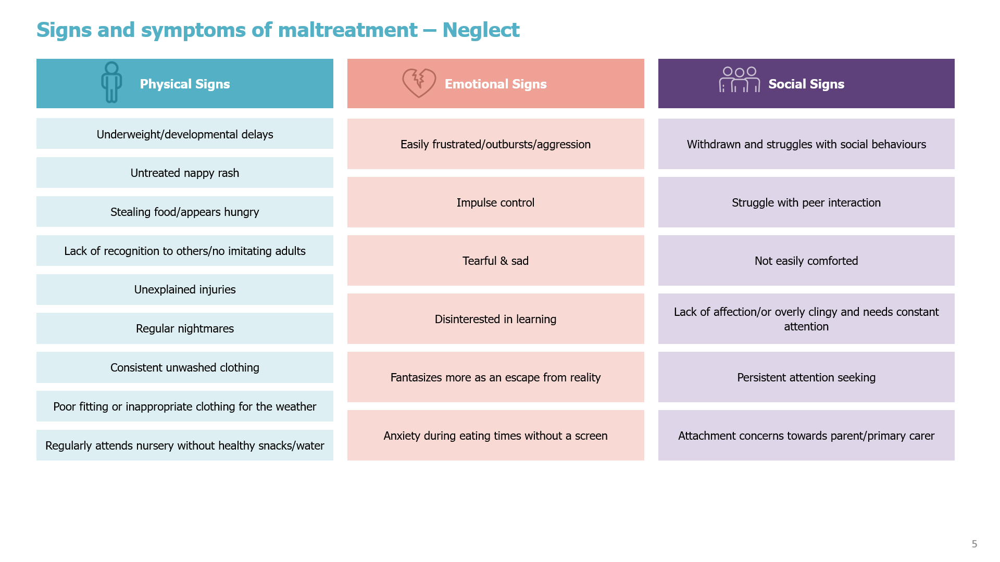 Signs and symptoms of maltreatment – Neglect
Physical Signs
Underweight/developmental delays
Untreated nappy rash
Stealing food/appears hungry
Lack of recognition to others/no imitating adults
Unexplained injuries
Regular nightmares
Consistent unwashed clothing
Poor fitting or inappropriate clothing for the weather
Regularly attends nursery without healthy snacks/water
Emotional Signs
Easily frustrated/outbursts/aggression
Impulse control
Tearful & sad
Disinterested in learning
Fantasizes more as an escape from reality
Anxiety during eating times without a screen
Social Signs
Withdrawn and struggles with social behaviours
Struggle with peer interaction
Not easily comforted
Lack of affection/or overly clingy and needs constant
attention
Persistent attention seeking
Attachment concerns towards parent/primary carer
5